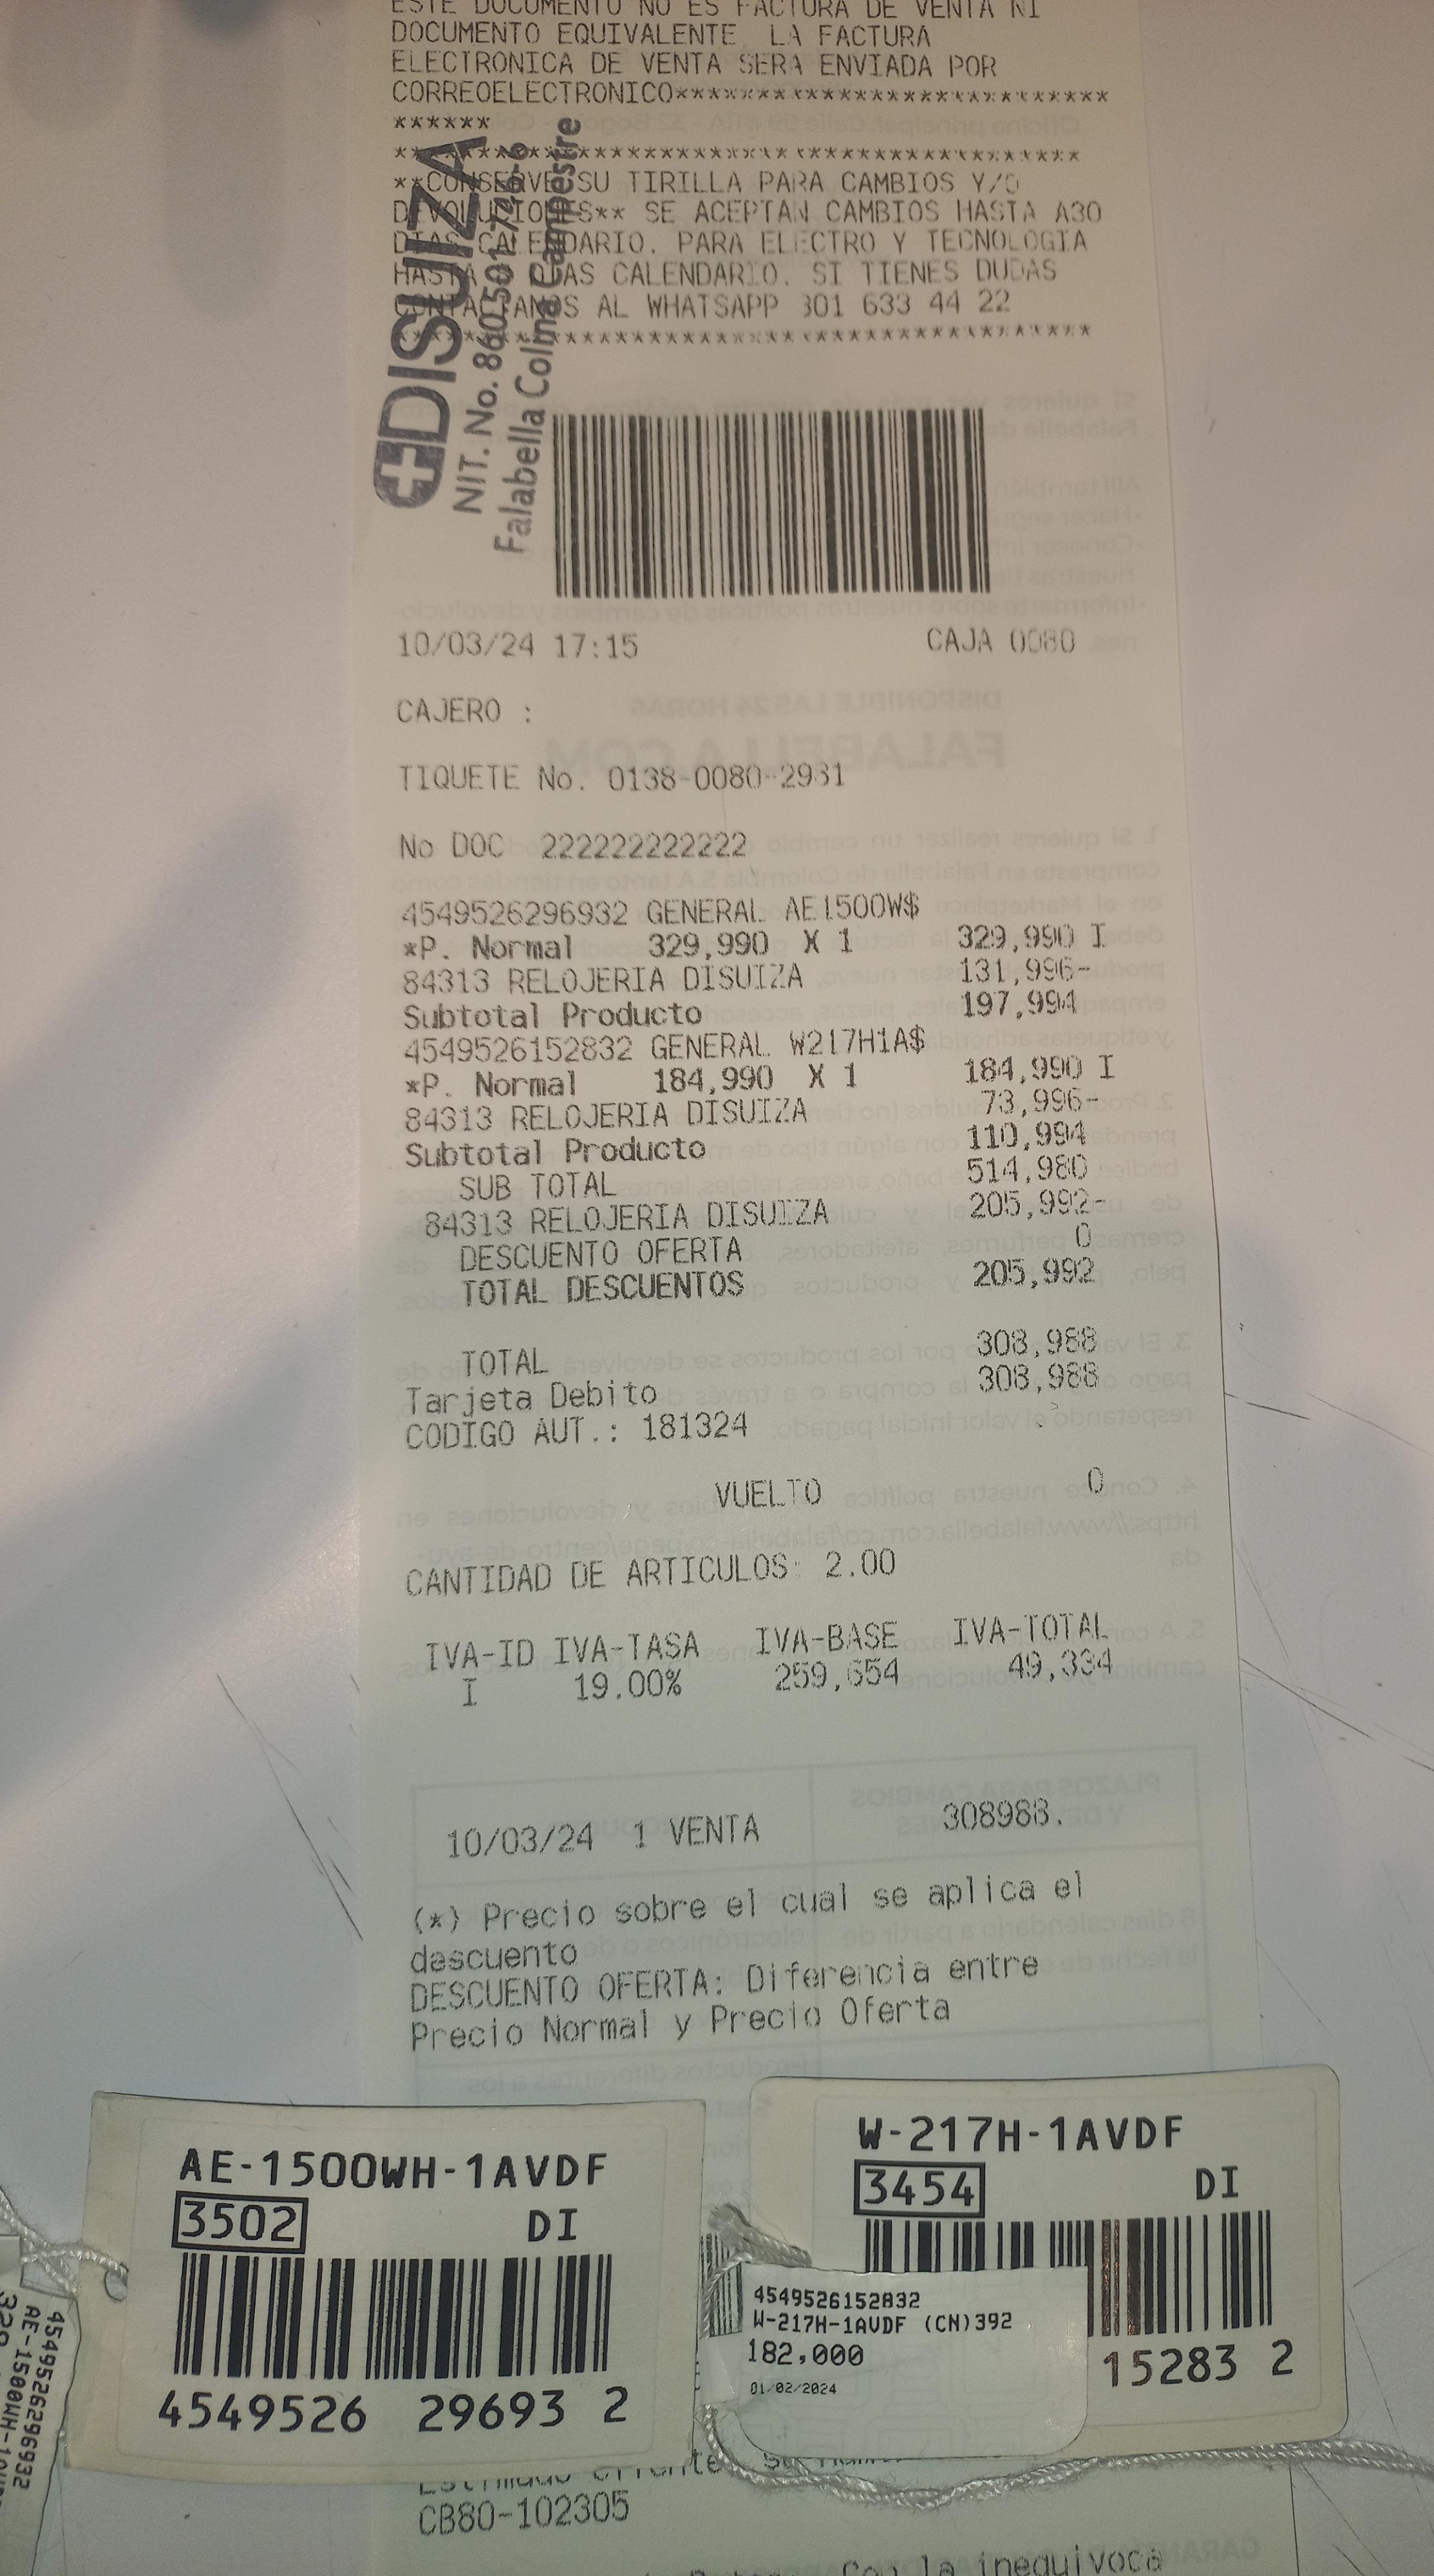 ESTE DOCUMENTO NO ES FACTURA DE VENTA NI
DOCUMENTO EQUIVALENTE. LA FACTURA
ELECTRONICA DE VENTA SERA ENVIADA POR
CORREOELECTRONICO**************************
******
******************************************
**CONSERVE SU TIRILLA PARA CAMBIOS Y/O
DEVOLUCIONES** SE ACEPTAN CAMBIOS HASTA A30
DIAS CALENDARIO. PARA ELECTRO Y TECNOLOGIA
HASTA DIAS CALENDARIO. SI TIENES DUDAS
CONTACTANOS AL WHATSAPP 301 633 44 22
******************************************
DISUIZA
NIT. No. 860.501.726-6
Falabella Colina Campestre
10/03/24 17:15 CAJA 0080
CAJERO :
TIQUETE No. 0138-0080-2981
No DOC 222222222222
4549526296932 GENERAL AE1500W$
*P. Normal 329,990 X 1 329,990 I
84313 RELOJERIA DISUIZA 131,996-
Subtotal Producto 197,994
4549526152832 GENERAL W217H1A$
*P. Normal 184,990 X 1 184,990 I
84313 RELOJERIA DISUIZA 73,996-
Subtotal Producto 110,994
SUB TOTAL 514,980
84313 RELOJERIA DISUIZA 205,992-
DESCUENTO OFERTA 0
TOTAL DESCUENTOS 205,992
TOTAL 308,988
Tarjeta Debito 308,988
CODIGO AUT.: 181324
VUELTO 0
CANTIDAD DE ARTICULOS: 2.00
IVA-ID IVA-TASA IVA-BASE IVA-TOTAL
I 19.00% 259,654 49,334
10/03/24 1 VENTA 308988.
(*) Precio sobre el cual se aplica el
descuento
DESCUENTO OFERTA: Diferencia entre
Precio Normal y Precio Oferta
AE-1500WH-1AVDF
3502 DI
4549526 29693 2
W-217H-1AVDF
3454 DI
15283 2
4549526152832
W-217H-1AVDF (CN)392
182,000
01/02/2024
4549526296932
CB80-102305
Con la inequivoca